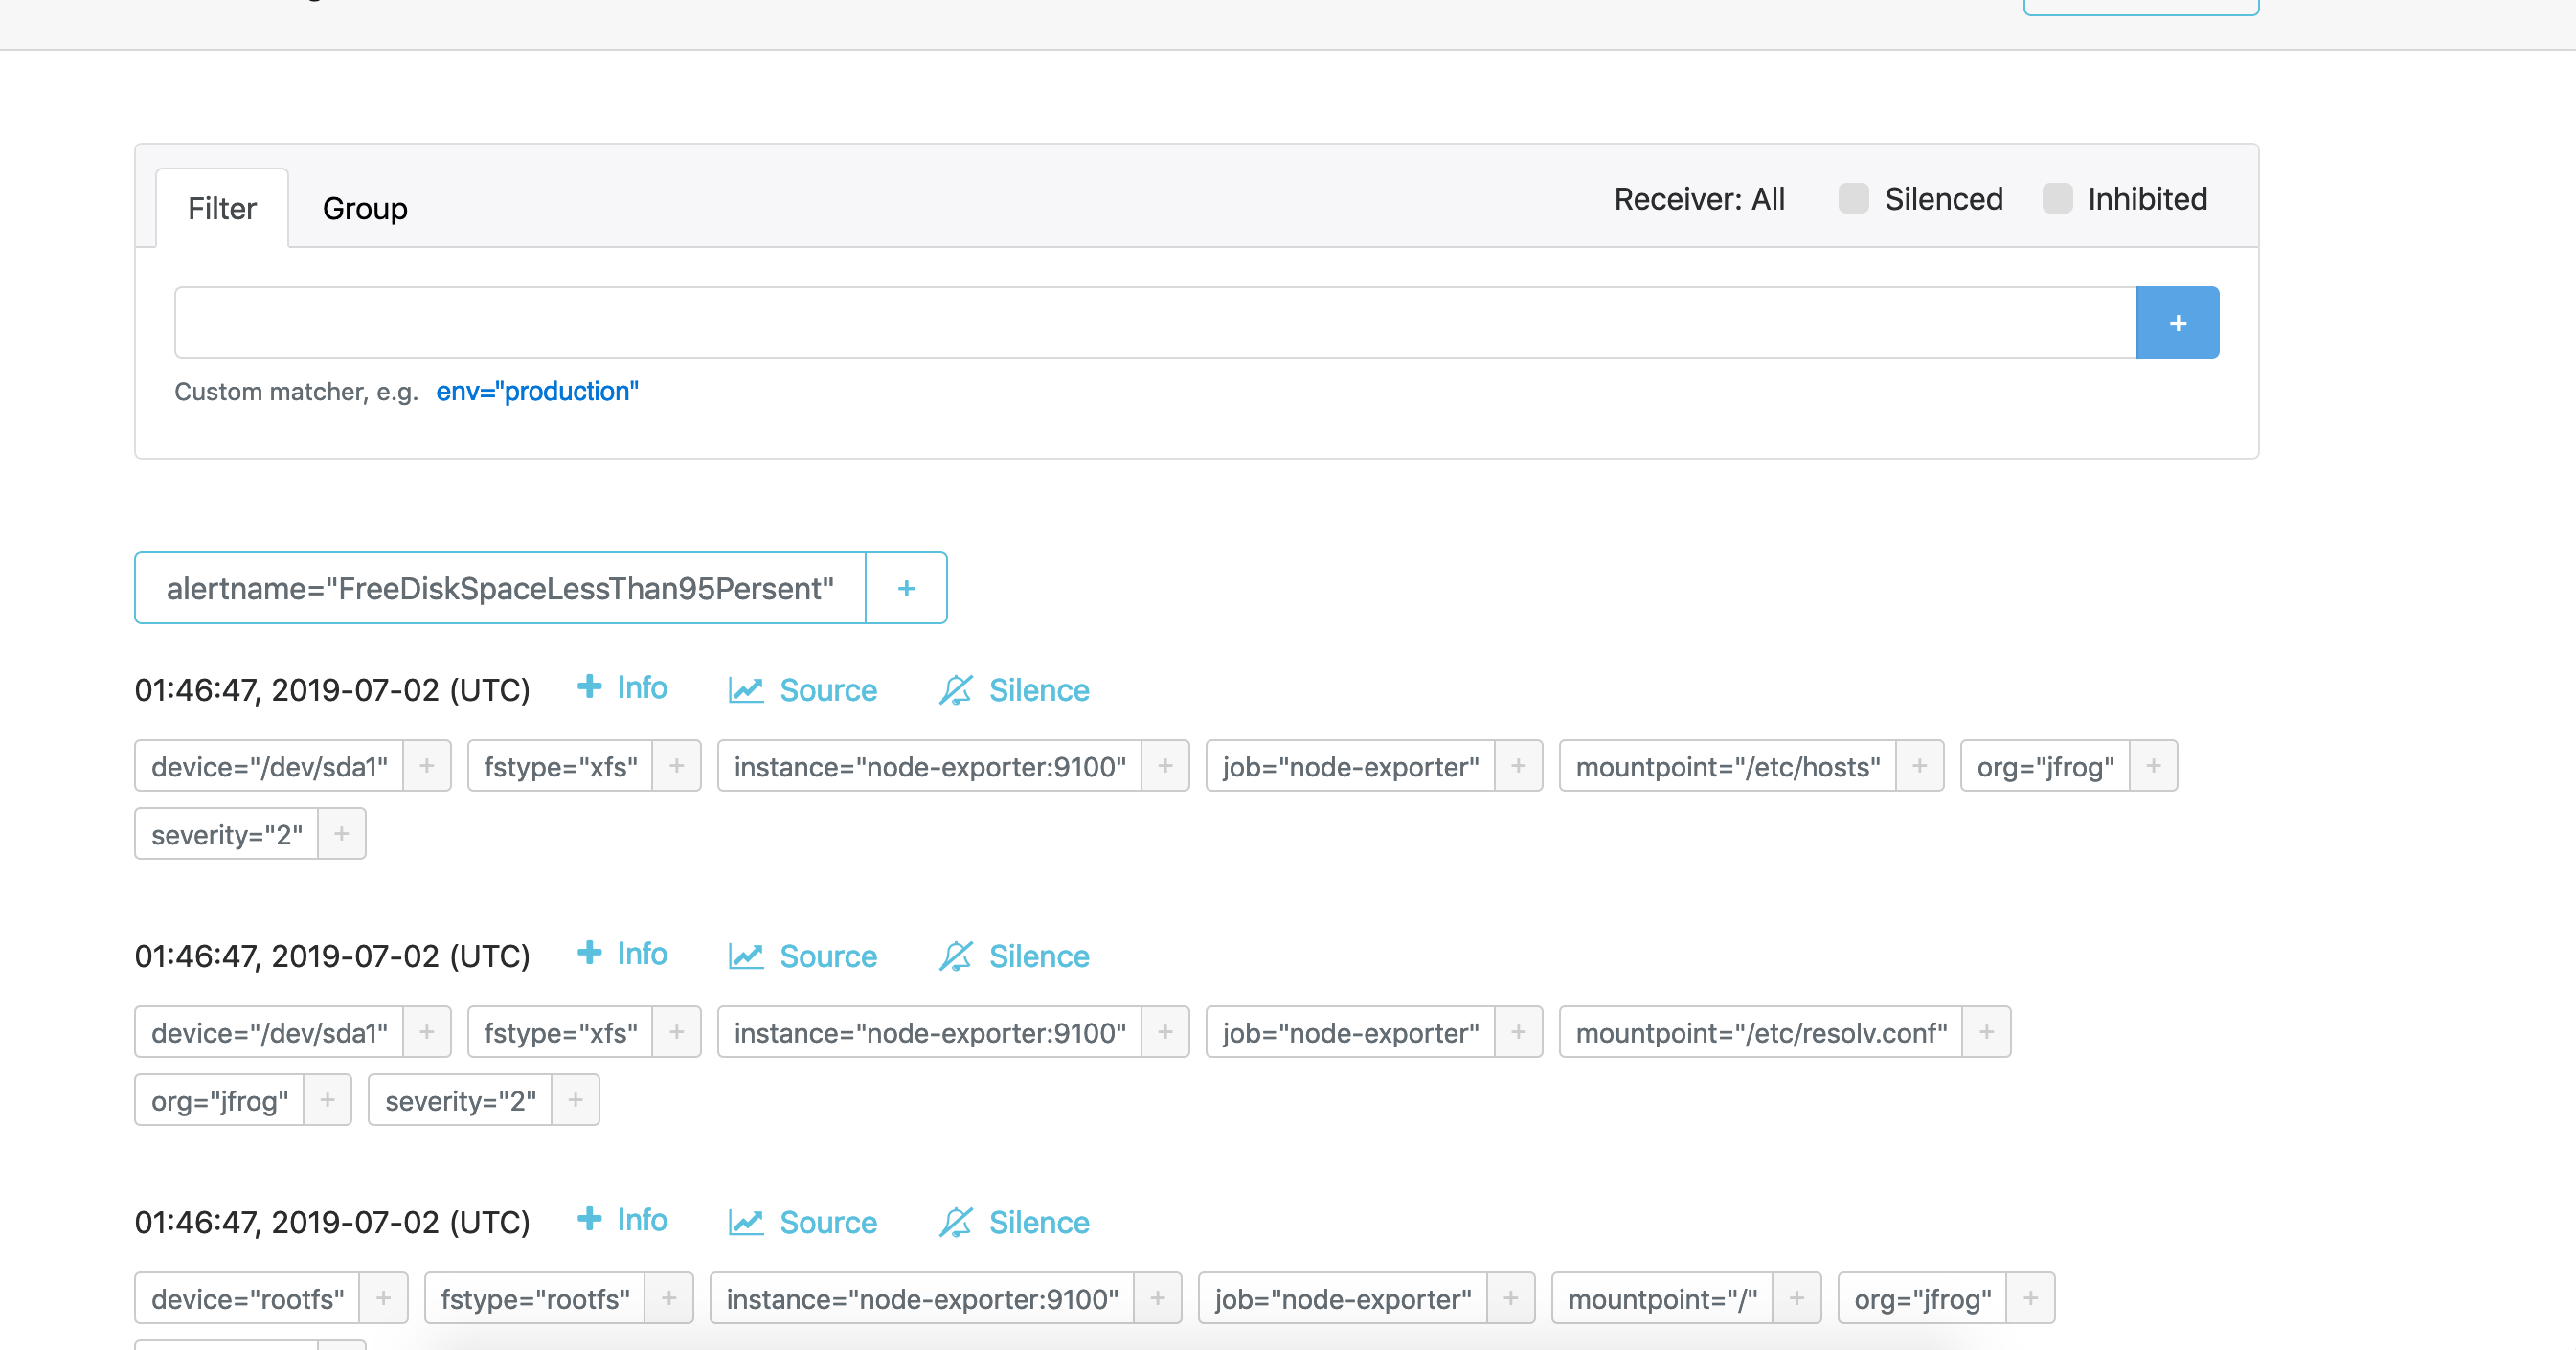 Filter Group Receiver: All Silenced Inhibited
+
Custom matcher, e.g. env="production"
alertname="FreeDiskSpaceLessThan95Persent" +
01:46:47, 2019-07-02 (UTC) + Info Source Silence
device="/dev/sda1" + fstype="xfs" + instance="node-exporter:9100" + job="node-exporter" + mountpoint="/etc/hosts" + org="jfrog" +
severity="2" +
01:46:47, 2019-07-02 (UTC) + Info Source Silence
device="/dev/sda1" + fstype="xfs" + instance="node-exporter:9100" + job="node-exporter" + mountpoint="/etc/resolv.conf" +
org="jfrog" + severity="2" +
01:46:47, 2019-07-02 (UTC) + Info Source Silence
device="rootfs" + fstype="rootfs" + instance="node-exporter:9100" + job="node-exporter" + mountpoint="/" + org="jfrog" +